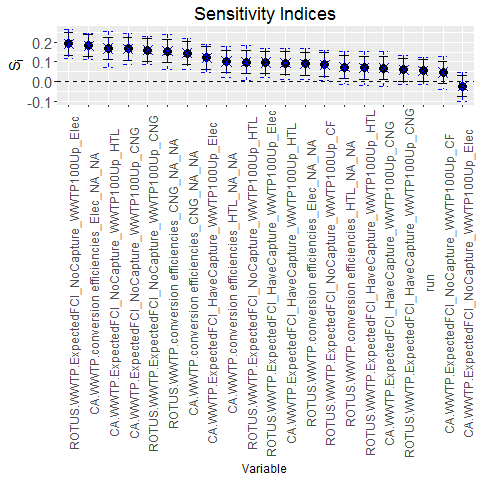 Sensitivity Indices
0.2
0.1
0.0
-0.1
Si
ROTUS.WWTP.ExpectedFCI_NoCapture_WWTP100Up_Elec
CA.WWTP.conversion efficiencies_Elec_NA_NA
CA.WWTP.ExpectedFCI_NoCapture_WWTP100Up_HTL
CA.WWTP.ExpectedFCI_NoCapture_WWTP100Up_CNG
ROTUS.WWTP.ExpectedFCI_NoCapture_WWTP100Up_CNG
ROTUS.WWTP.conversion efficiencies_CNG_NA_NA
CA.WWTP.conversion efficiencies_CNG_NA_NA
CA.WWTP.ExpectedFCI_HaveCapture_WWTP100Up_Elec
CA.WWTP.conversion efficiencies_HTL_NA_NA
ROTUS.WWTP.ExpectedFCI_NoCapture_WWTP100Up_HTL
ROTUS.WWTP.ExpectedFCI_HaveCapture_WWTP100Up_Elec
CA.WWTP.ExpectedFCI_HaveCapture_WWTP100Up_HTL
ROTUS.WWTP.conversion efficiencies_Elec_NA_NA
ROTUS.WWTP.ExpectedFCI_NoCapture_WWTP100Up_CF
ROTUS.WWTP.conversion efficiencies_HTL_NA_NA
ROTUS.WWTP.ExpectedFCI_HaveCapture_WWTP100Up_HTL
CA.WWTP.ExpectedFCI_HaveCapture_WWTP100Up_CNG
ROTUS.WWTP.ExpectedFCI_HaveCapture_WWTP100Up_CNG
run
CA.WWTP.ExpectedFCI_NoCapture_WWTP100Up_CF
CA.WWTP.ExpectedFCI_NoCapture_WWTP100Up_Elec
Variable